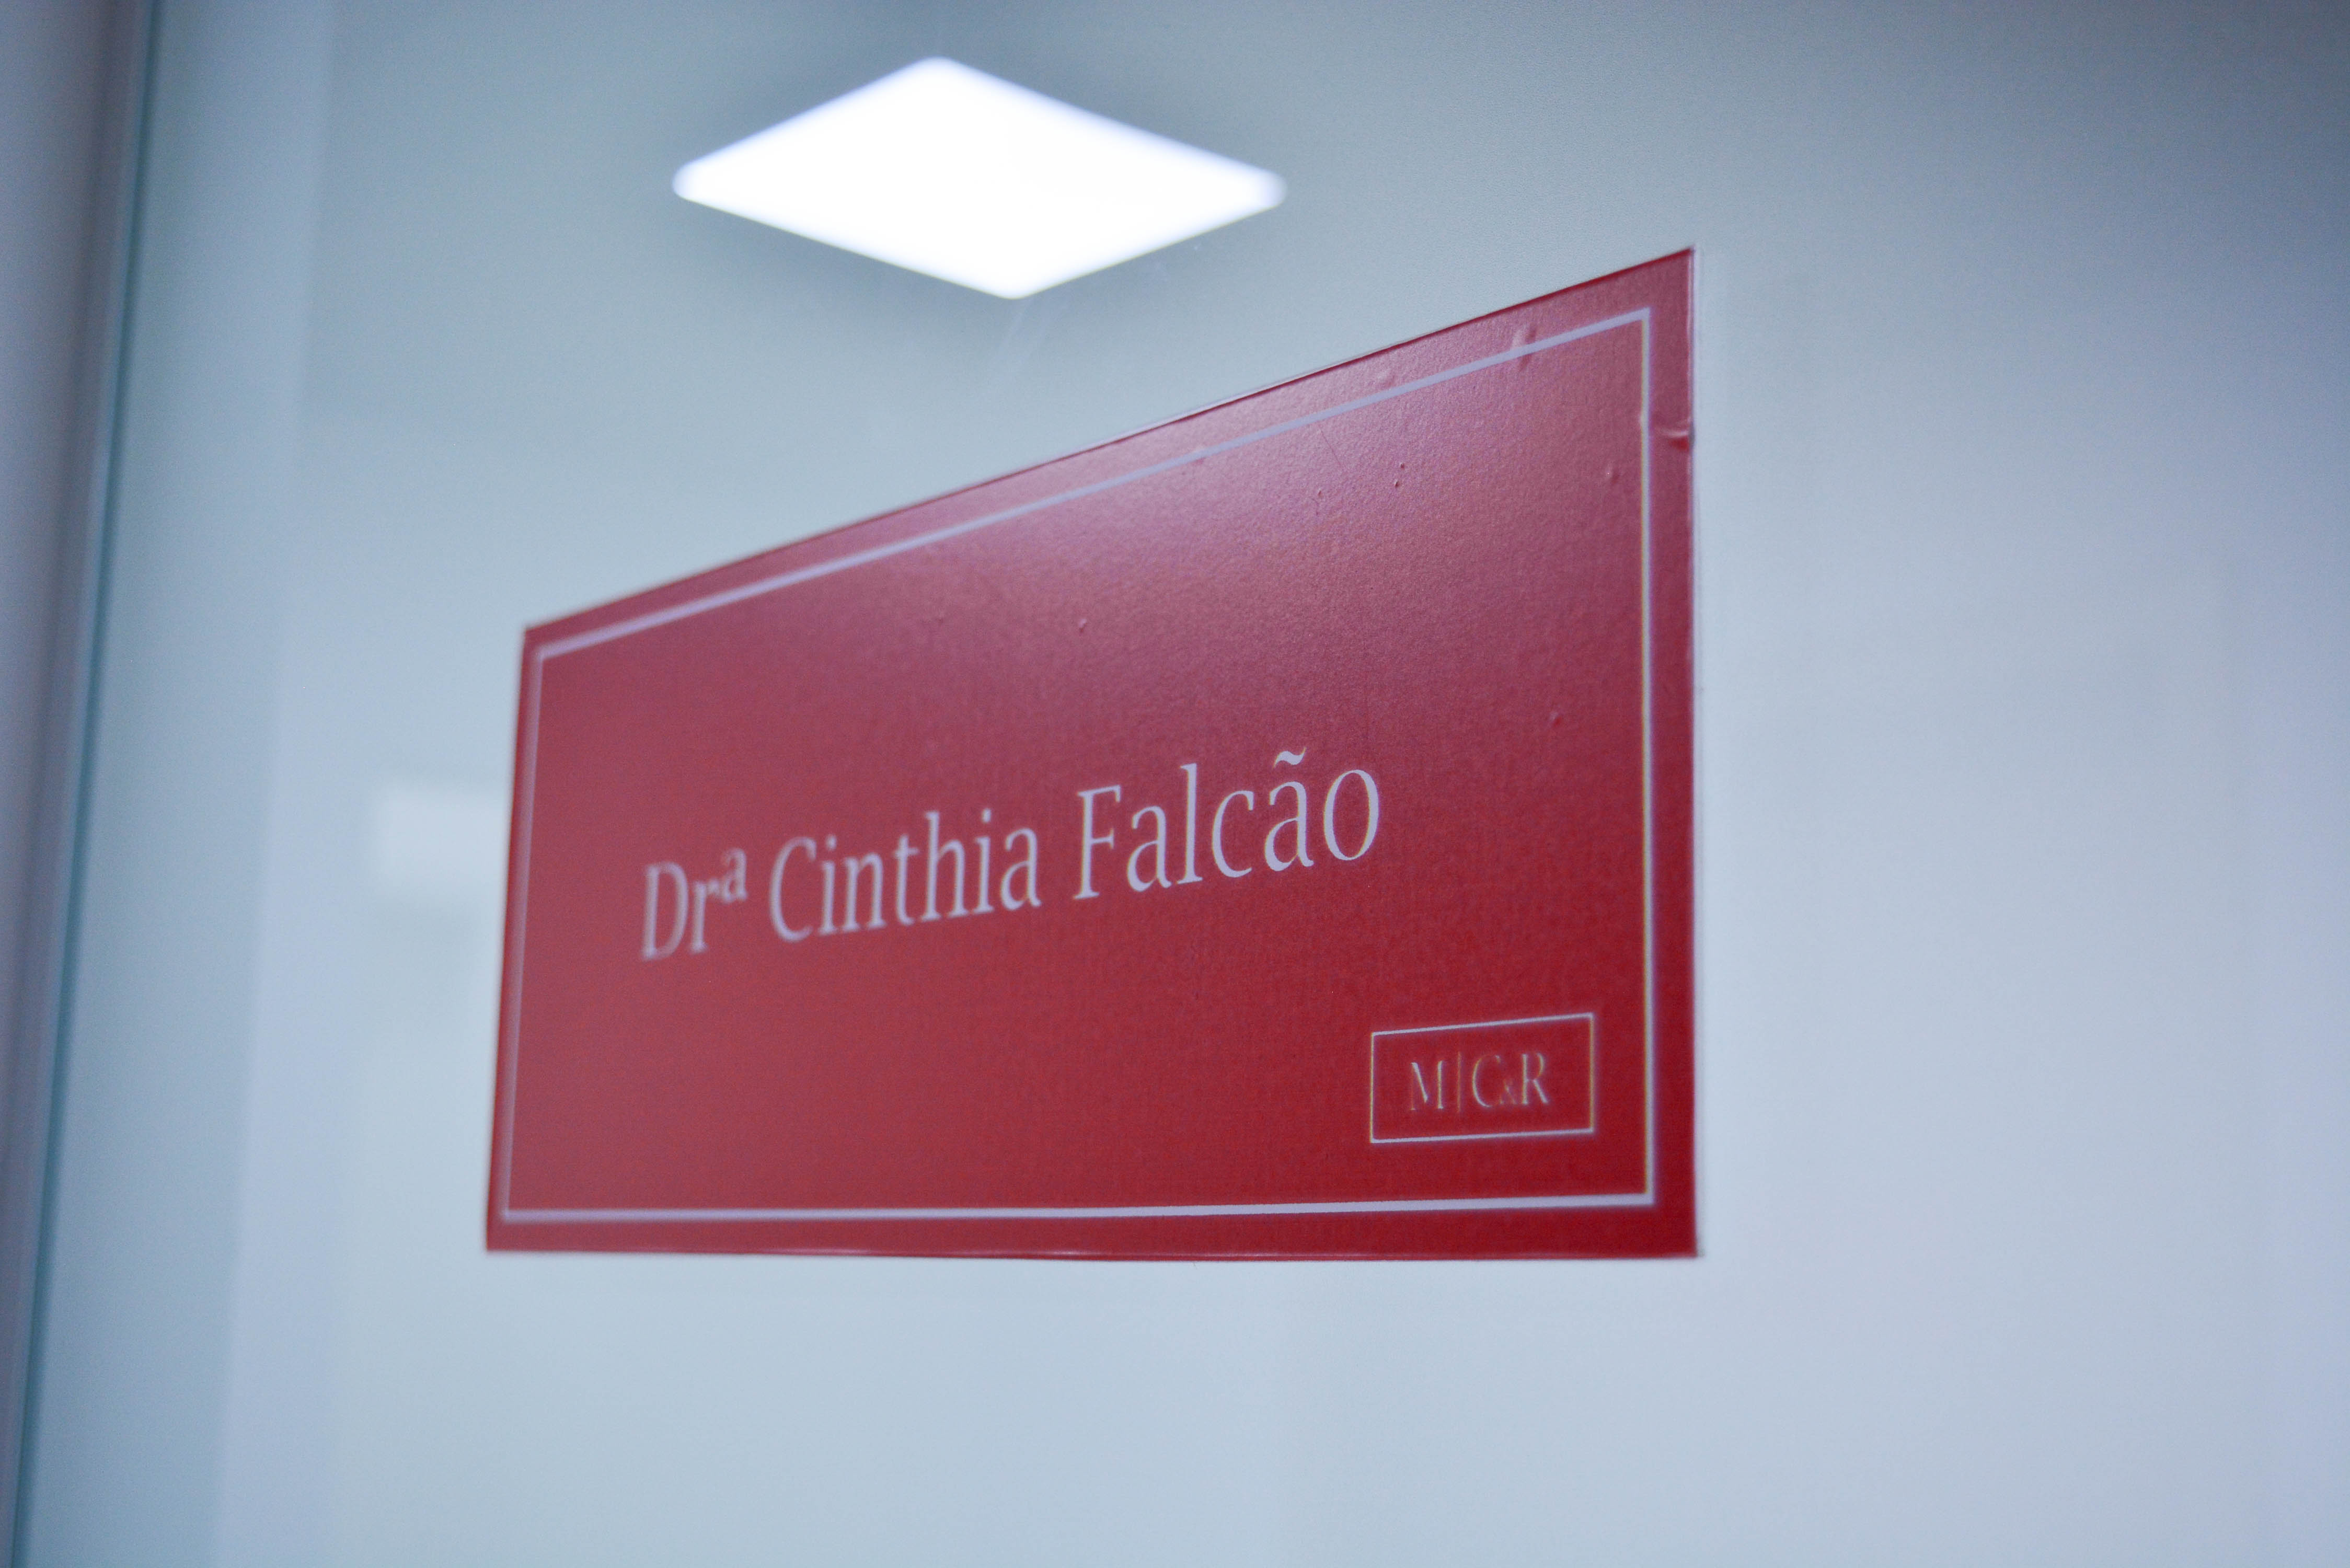 Drª Cinthia Falcão
M|C&R